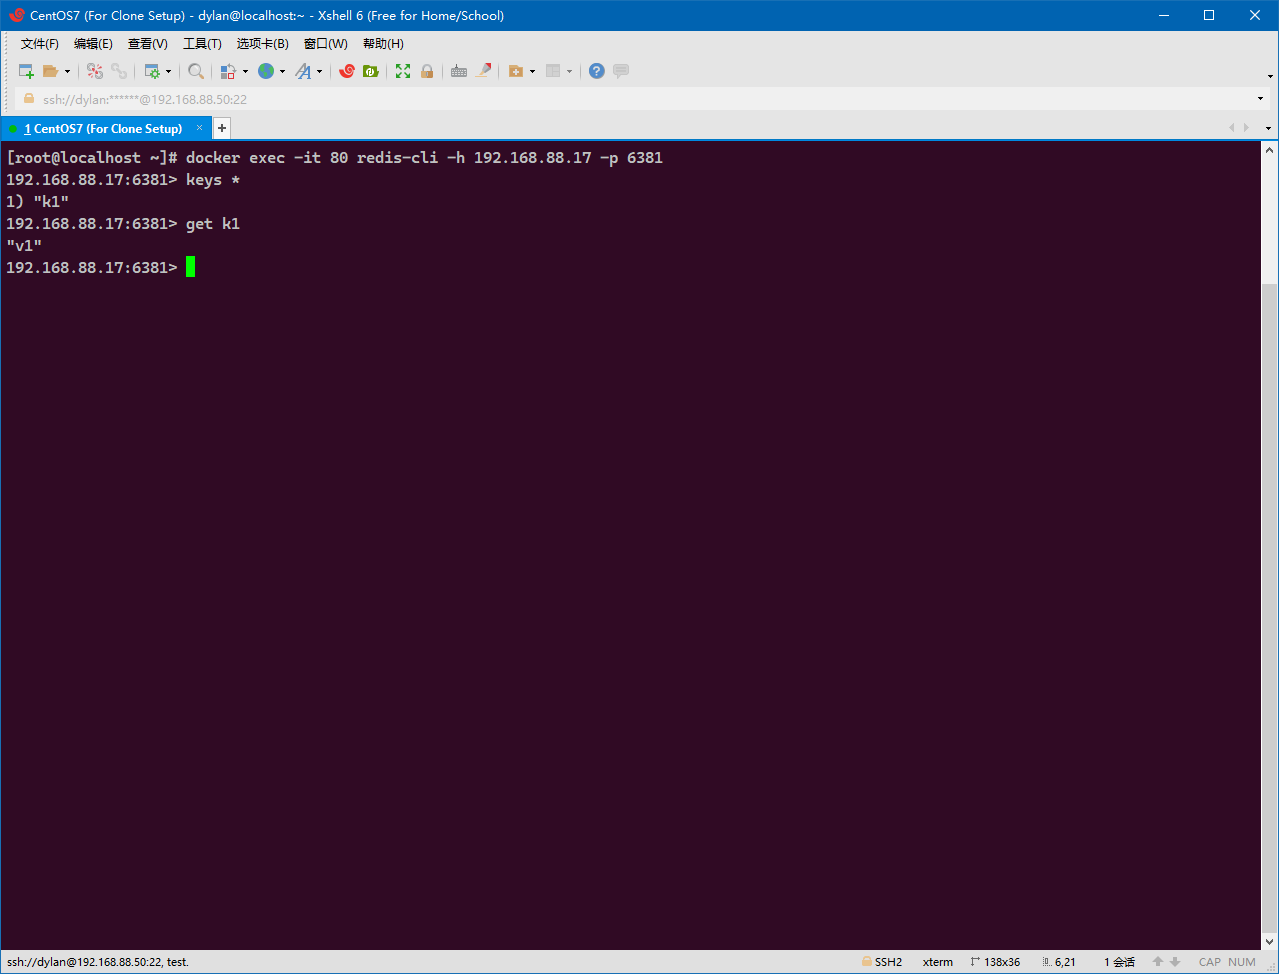 CentOS7 (For Clone Setup) - dylan@localhost:~ - Xshell 6 (Free for Home/School)
文件(F) 编辑(E) 查看(V) 工具(T) 选项卡(B) 窗口(W) 帮助(H)
ssh://dylan:******@192.168.88.50:22
1 CentOS7 (For Clone Setup) × +
[root@localhost ~]# docker exec -it 80 redis-cli -h 192.168.88.17 -p 6381
192.168.88.17:6381> keys *
1) "k1"
192.168.88.17:6381> get k1
"v1"
192.168.88.17:6381>
ssh://dylan@192.168.88.50:22, test. SSH2 xterm 138x36 6,21 1 会话 CAP NUM